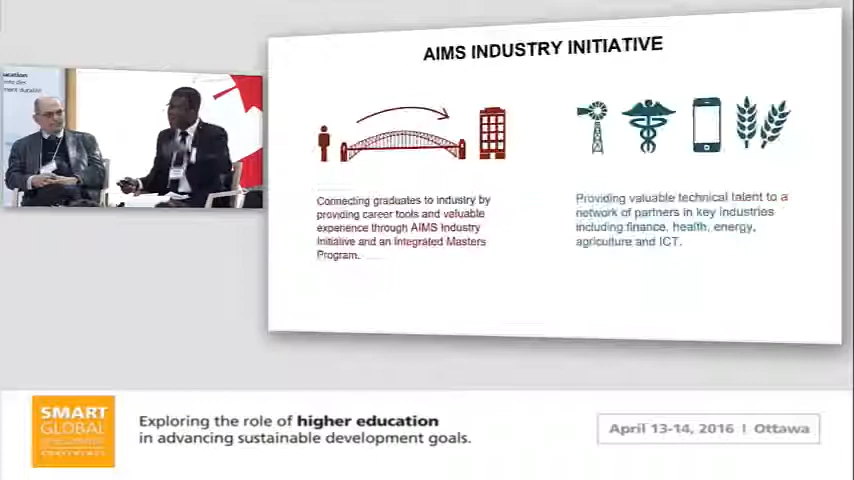 AIMS INDUSTRY INITIATIVE
Connecting graduates to industry by
providing career tools and valuable
experience through AIMS Industry
Initiative and an Integrated Masters
Program.
Providing valuable technical talent to a
network of partners in key industries
including finance, health, energy,
agriculture and ICT.
SMART
GLOBAL
DEVELOPMENT
CONFERENCE
Exploring the role of higher education
in advancing sustainable development goals.
April 13-14, 2016 | Ottawa